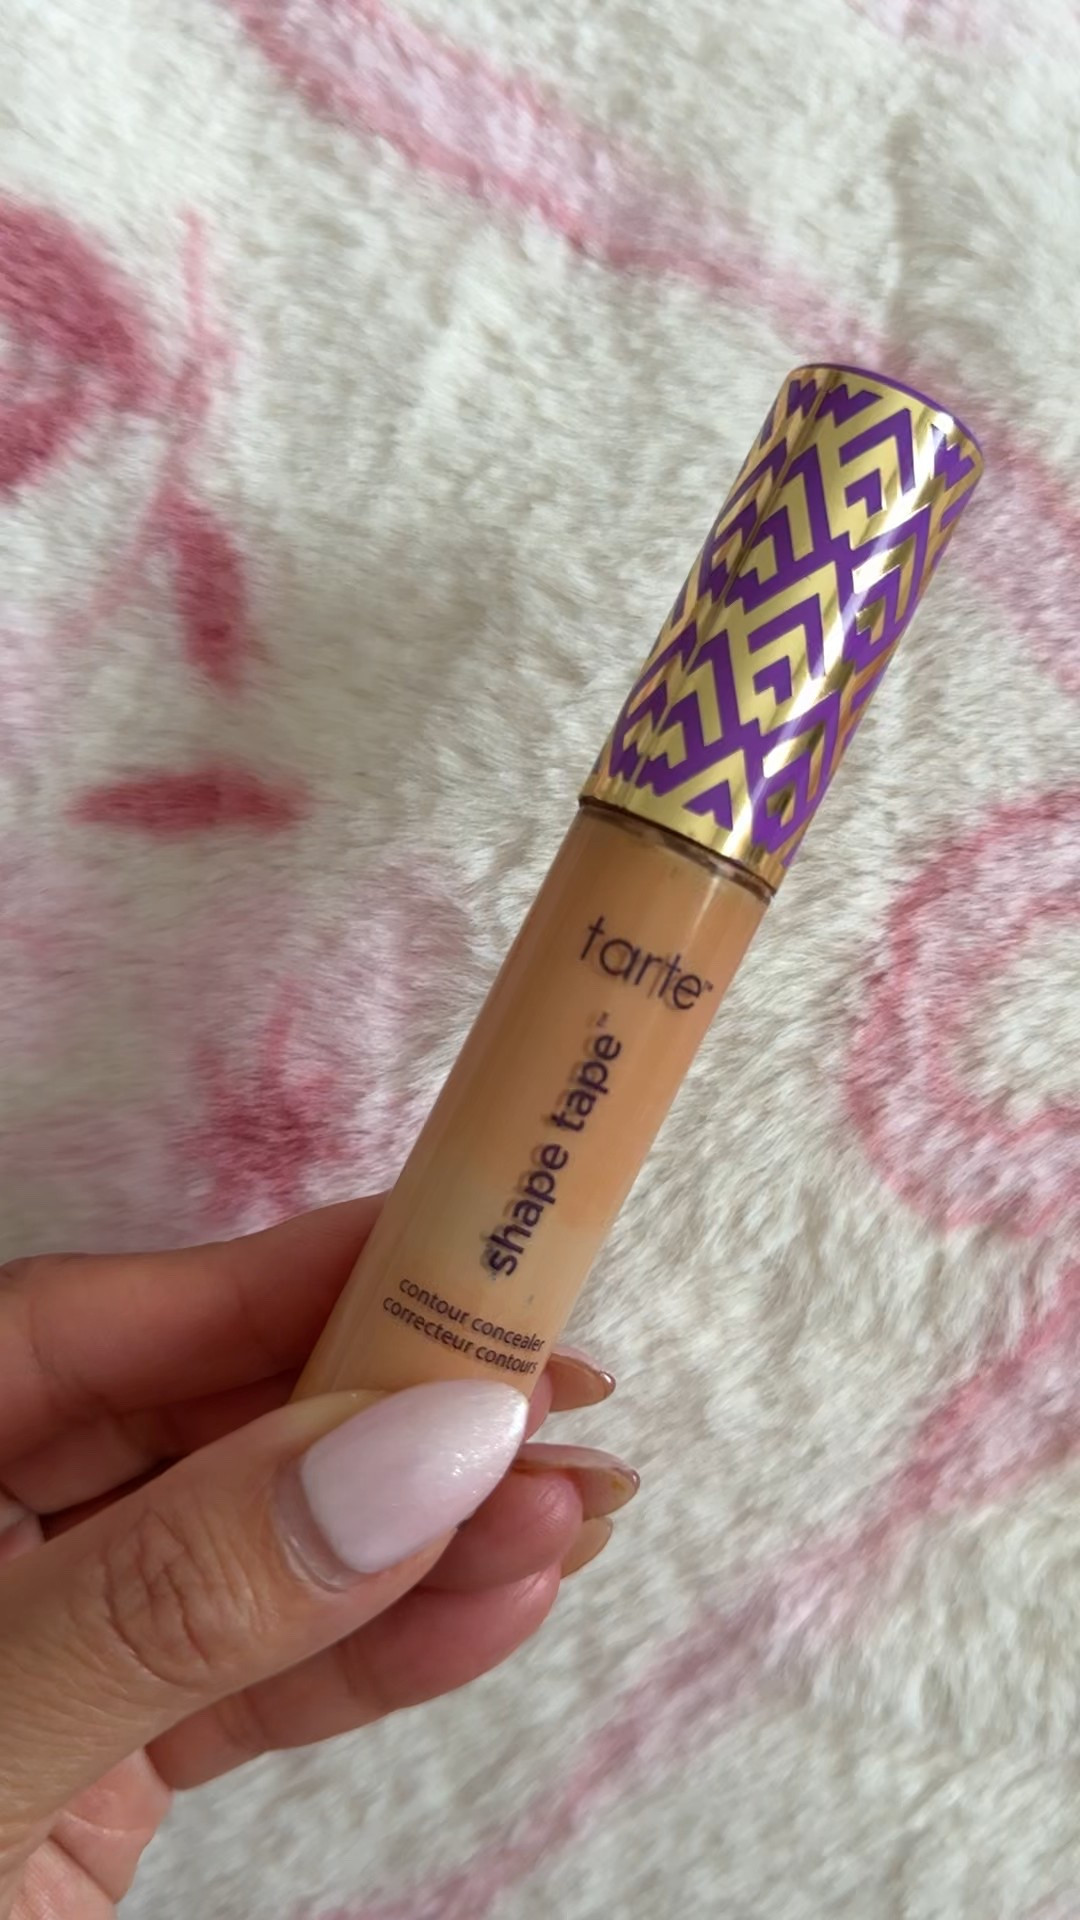 tarte™
shape tape™
contour concealer
correcteur contours